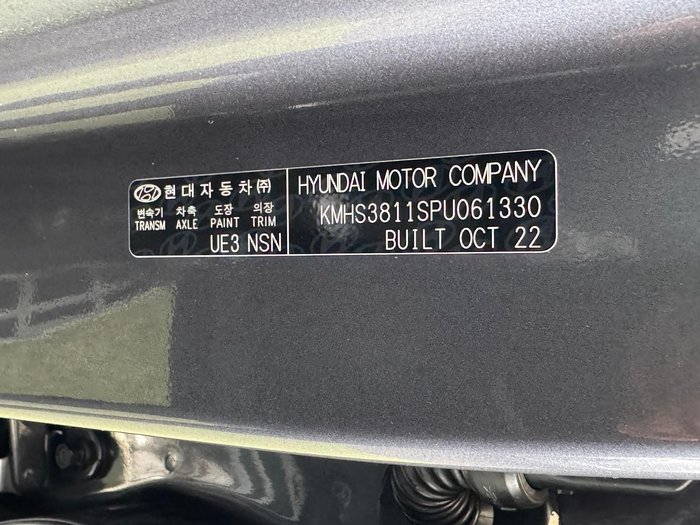 현대자동차㈜
변속기 차축 도장 의장
TRANSM AXLE PAINT TRIM
UE3 NSN
HYUNDAI MOTOR COMPANY
KMHS3811SPU061330
BUILT OCT 22